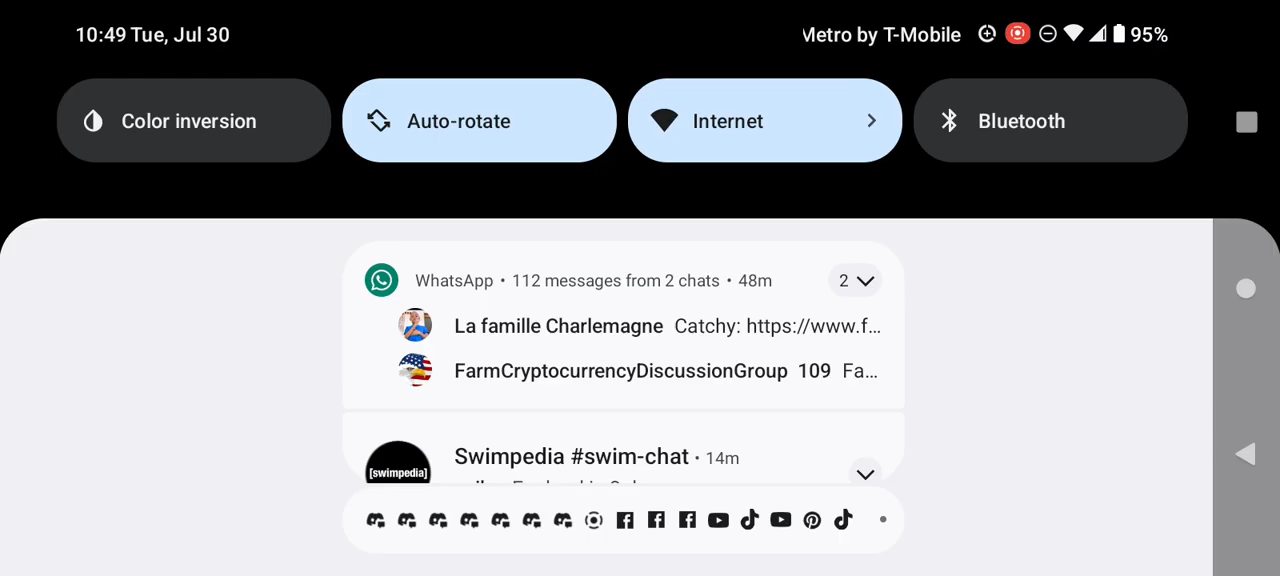 10:49 Tue, Jul 30
Metro by T-Mobile 95%
Color inversion
Auto-rotate
Internet
Bluetooth
WhatsApp • 112 messages from 2 chats • 48m
2
La famille Charlemagne Catchy: https://www.f...
FarmCryptocurrencyDiscussionGroup 109 Fa...
[swimpedia]
Swimpedia #swim-chat • 14m